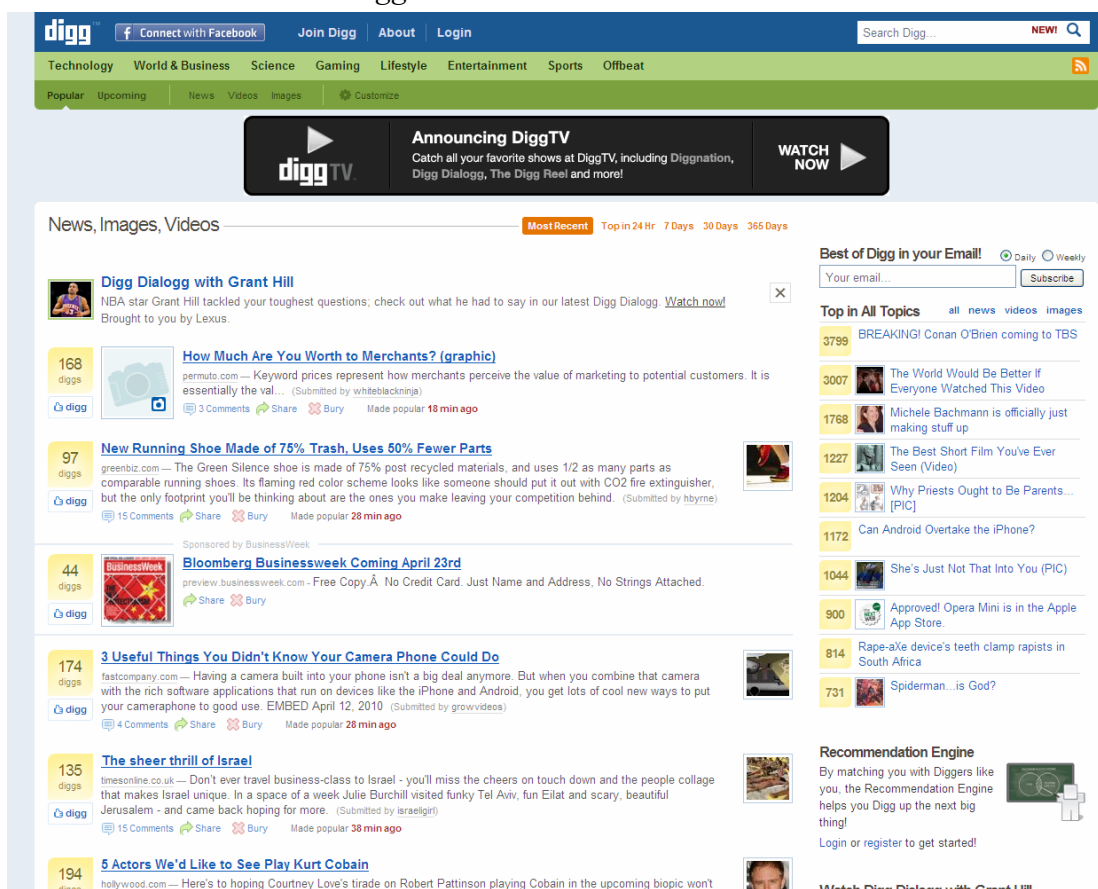 digg
f Connect with Facebook Join Digg About Login Search Digg... NEW!
Technology World & Business Science Gaming Lifestyle Entertainment Sports Offbeat
Popular Upcoming News Videos Images Customize
diggTV.
Announcing DiggTV
Catch all your favorite shows at DiggTV, including Diggnation,
Digg Dialogg, The Digg Reel and more!
WATCH
NOW
News, Images, Videos
Most Recent Top in 24 Hr 7 Days 30 Days 365 Days
Digg Dialogg with Grant Hill
NBA star Grant Hill tackled your toughest questions; check out what he had to say in our latest Digg Dialogg. Watch now!
Brought to you by Lexus.
168
diggs
digg
How Much Are You Worth to Merchants? (graphic)
permuto.com — Keyword prices represent how merchants perceive the value of marketing to potential customers. It is
essentially the val... (Submitted by whiteblackninja)
3 Comments Share Bury Made popular 18 min ago
97
diggs
digg
New Running Shoe Made of 75% Trash, Uses 50% Fewer Parts
greenbiz.com — The Green Silence shoe is made of 75% post recycled materials, and uses 1/2 as many parts as
comparable running shoes. Its flaming red color scheme looks like someone should put it out with CO2 fire extinguisher,
but the only footprint you'll be thinking about are the ones you make leaving your competition behind. (Submitted by hbyrne)
15 Comments Share Bury Made popular 28 min ago
Sponsored by BusinessWeek
44
diggs
digg
BusinessWeek
Bloomberg Businessweek Coming April 23rd
preview.businessweek.com - Free Copy.Â No Credit Card. Just Name and Address, No Strings Attached.
Share Bury
174
diggs
digg
3 Useful Things You Didn't Know Your Camera Phone Could Do
fastcompany.com — Having a camera built into your phone isn't a big deal anymore. But when you combine that camera
with the rich software applications that run on devices like the iPhone and Android, you get lots of cool new ways to put
your cameraphone to good use. EMBED April 12, 2010 (Submitted by growvideos)
4 Comments Share Bury Made popular 28 min ago
135
diggs
digg
The sheer thrill of Israel
timesonline.co.uk — Don't ever travel business-class to Israel - you'll miss the cheers on touch down and the people collage
that makes Israel unique. In a space of a week Julie Burchill visited funky Tel Aviv, fun Eilat and scary, beautiful
Jerusalem - and came back hoping for more. (Submitted by israeligirl)
15 Comments Share Bury Made popular 38 min ago
194
diggs
5 Actors We'd Like to See Play Kurt Cobain
hollywood.com — Here's to hoping Courtney Love's tirade on Robert Pattinson playing Cobain in the upcoming biopic won't
Best of Digg in your Email! Daily Weekly
Your email... Subscribe
Top in All Topics all news videos images
3799 BREAKING! Conan O'Brien coming to TBS
3007 The World Would Be Better If
Everyone Watched This Video
1768 Michele Bachmann is officially just
making stuff up
1227 The Best Short Film You've Ever
Seen (Video)
1204 Why Priests Ought to Be Parents...
[PIC]
1172 Can Android Overtake the iPhone?
1044 She's Just Not That Into You (PIC)
900 Approved! Opera Mini is in the Apple
App Store.
814 Rape-aXe device's teeth clamp rapists in
South Africa
731 Spiderman...is God?
Recommendation Engine
By matching you with Diggers like
you, the Recommendation Engine
helps you Digg up the next big
thing!
Login or register to get started!
Watch Digg Dialogg with Grant Hill